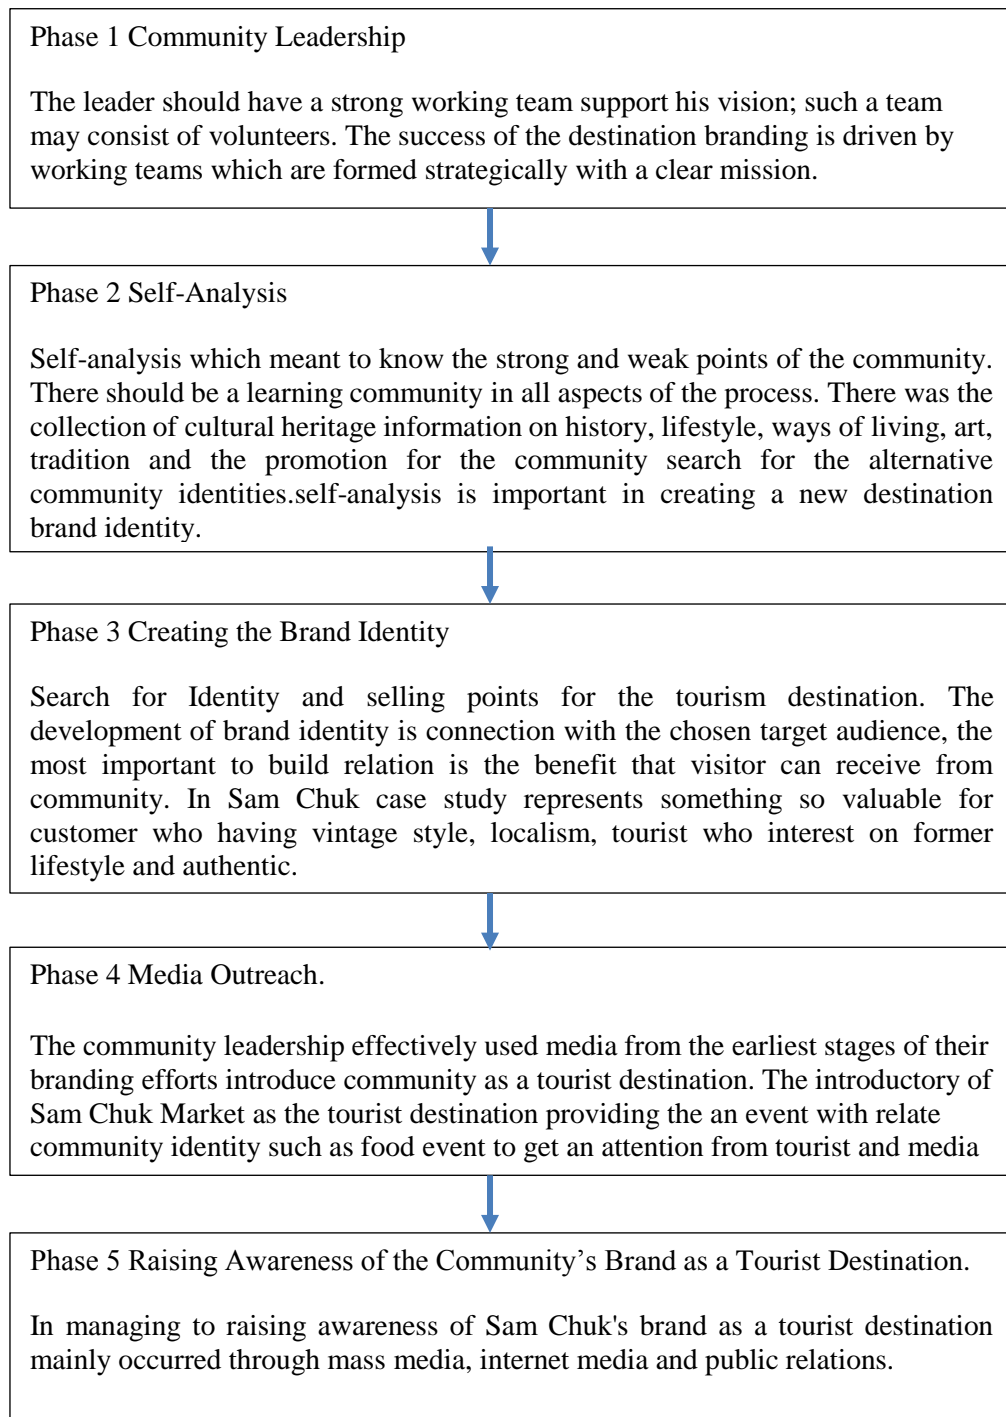 Phase 1 Community Leadership
The leader should have a strong working team support his vision; such a team
may consist of volunteers. The success of the destination branding is driven by
working teams which are formed strategically with a clear mission.
Phase 2 Self-Analysis
Self-analysis which meant to know the strong and weak points of the community.
There should be a learning community in all aspects of the process. There was the
collection of cultural heritage information on history, lifestyle, ways of living, art,
tradition and the promotion for the community search for the alternative
community identities.self-analysis is important in creating a new destination
brand identity.
Phase 3 Creating the Brand Identity
Search for Identity and selling points for the tourism destination. The
development of brand identity is connection with the chosen target audience, the
most important to build relation is the benefit that visitor can receive from
community. In Sam Chuk case study represents something so valuable for
customer who having vintage style, localism, tourist who interest on former
lifestyle and authentic.
Phase 4 Media Outreach.
The community leadership effectively used media from the earliest stages of their
branding efforts introduce community as a tourist destination. The introductory of
Sam Chuk Market as the tourist destination providing the an event with relate
community identity such as food event to get an attention from tourist and media
Phase 5 Raising Awareness of the Community’s Brand as a Tourist Destination.
In managing to raising awareness of Sam Chuk's brand as a tourist destination
mainly occurred through mass media, internet media and public relations.